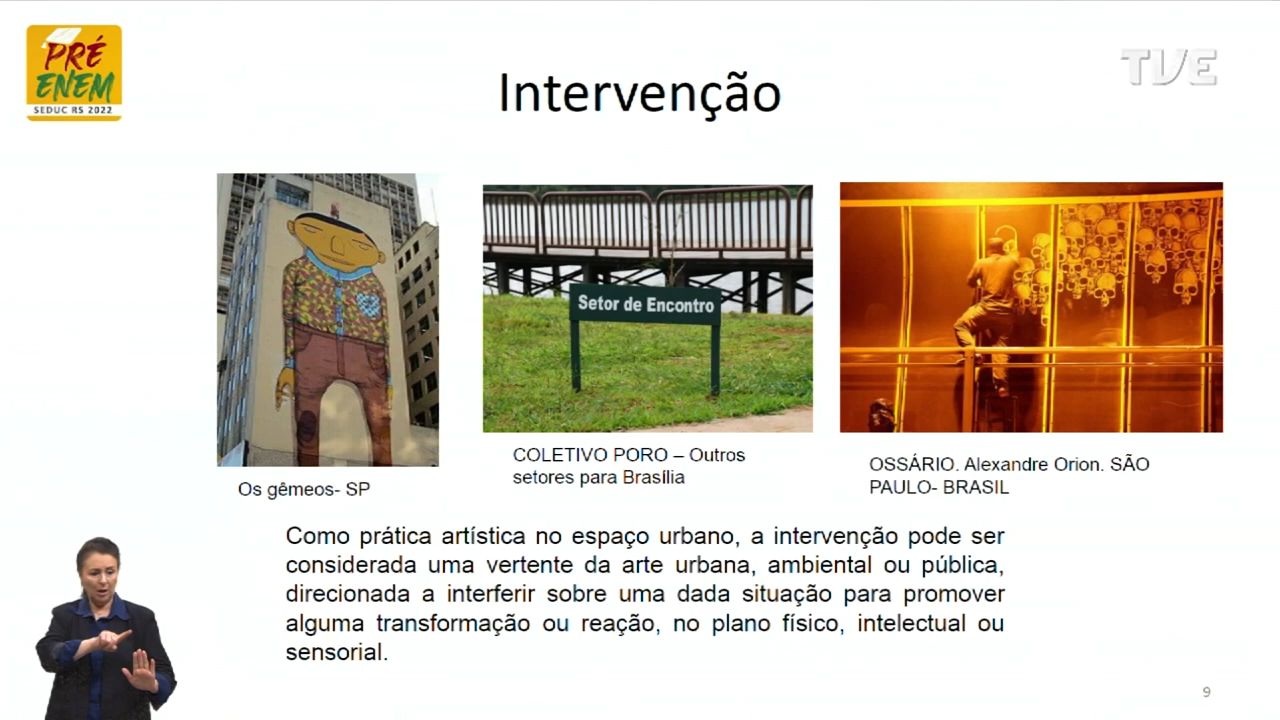 PRÉ
ENEM
SEDUC RS 2022
TVE
Intervenção
Setor de Encontro
Os gêmeos- SP
COLETIVO PORO – Outros
setores para Brasília
OSSÁRIO. Alexandre Orion. SÃO
PAULO- BRASIL
Como prática artística no espaço urbano, a intervenção pode ser
considerada uma vertente da arte urbana, ambiental ou pública,
direcionada a interferir sobre uma dada situação para promover
alguma transformação ou reação, no plano físico, intelectual ou
sensorial.
9